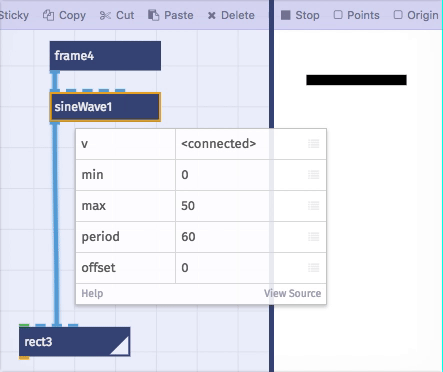 Sticky Copy Cut Paste Delete Stop Points Origin
frame4
sineWave1
v <connected>
min 0
max 50
period 60
offset 0
Help View Source
rect3